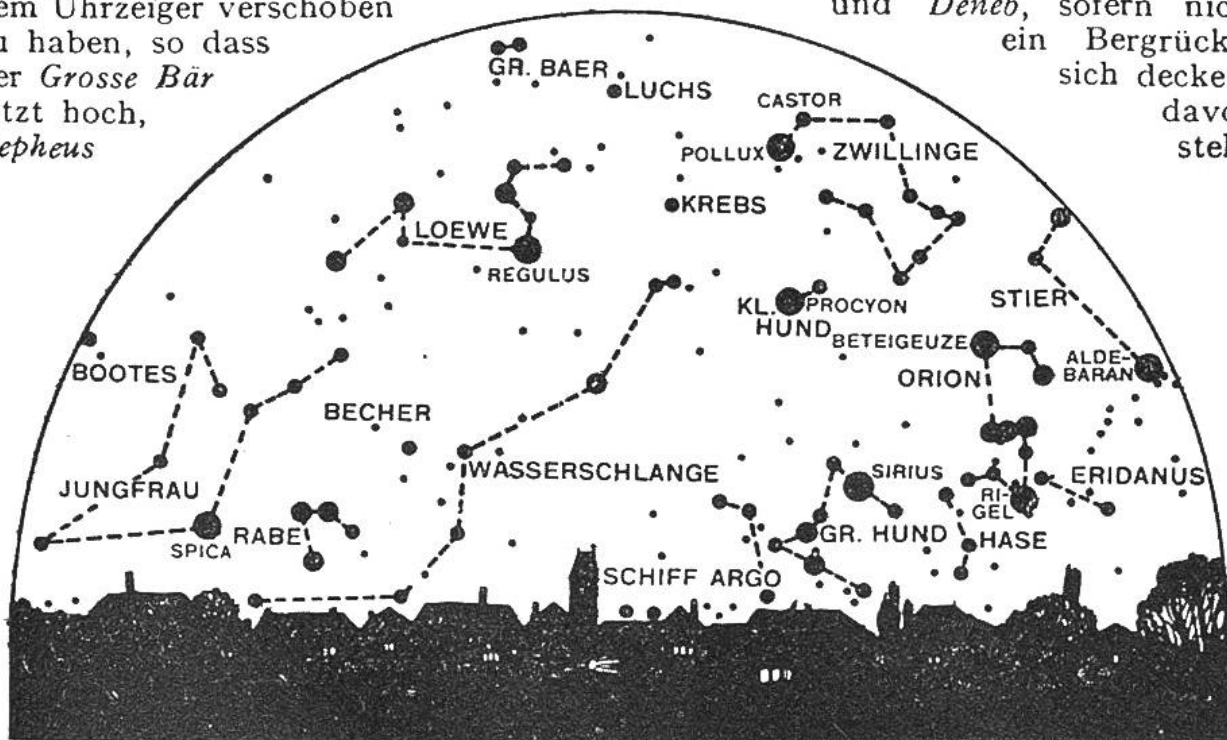 em Uhrzeiger verschoben
u haben, so dass
er Grosse Bär
tzt hoch,
epheus
und Deneb, sofern nic
ein Bergrück
sich decke
davo
stel
GR. BAER
LUCHS
CASTOR
POLLUX
ZWILLINGE
KREBS
LOEWE
REGULUS
KL.
HUND
PROCYON
STIER
BETEIGEUZE
ALDE-
BARAN
ORION
BOOTES
BECHER
WASSERSCHLANGE
SIRIUS
ERIDANUS
JUNGFRAU
RI-
GEL
SPICA
RABE
GR. HUND
HASE
SCHIFF ARGO